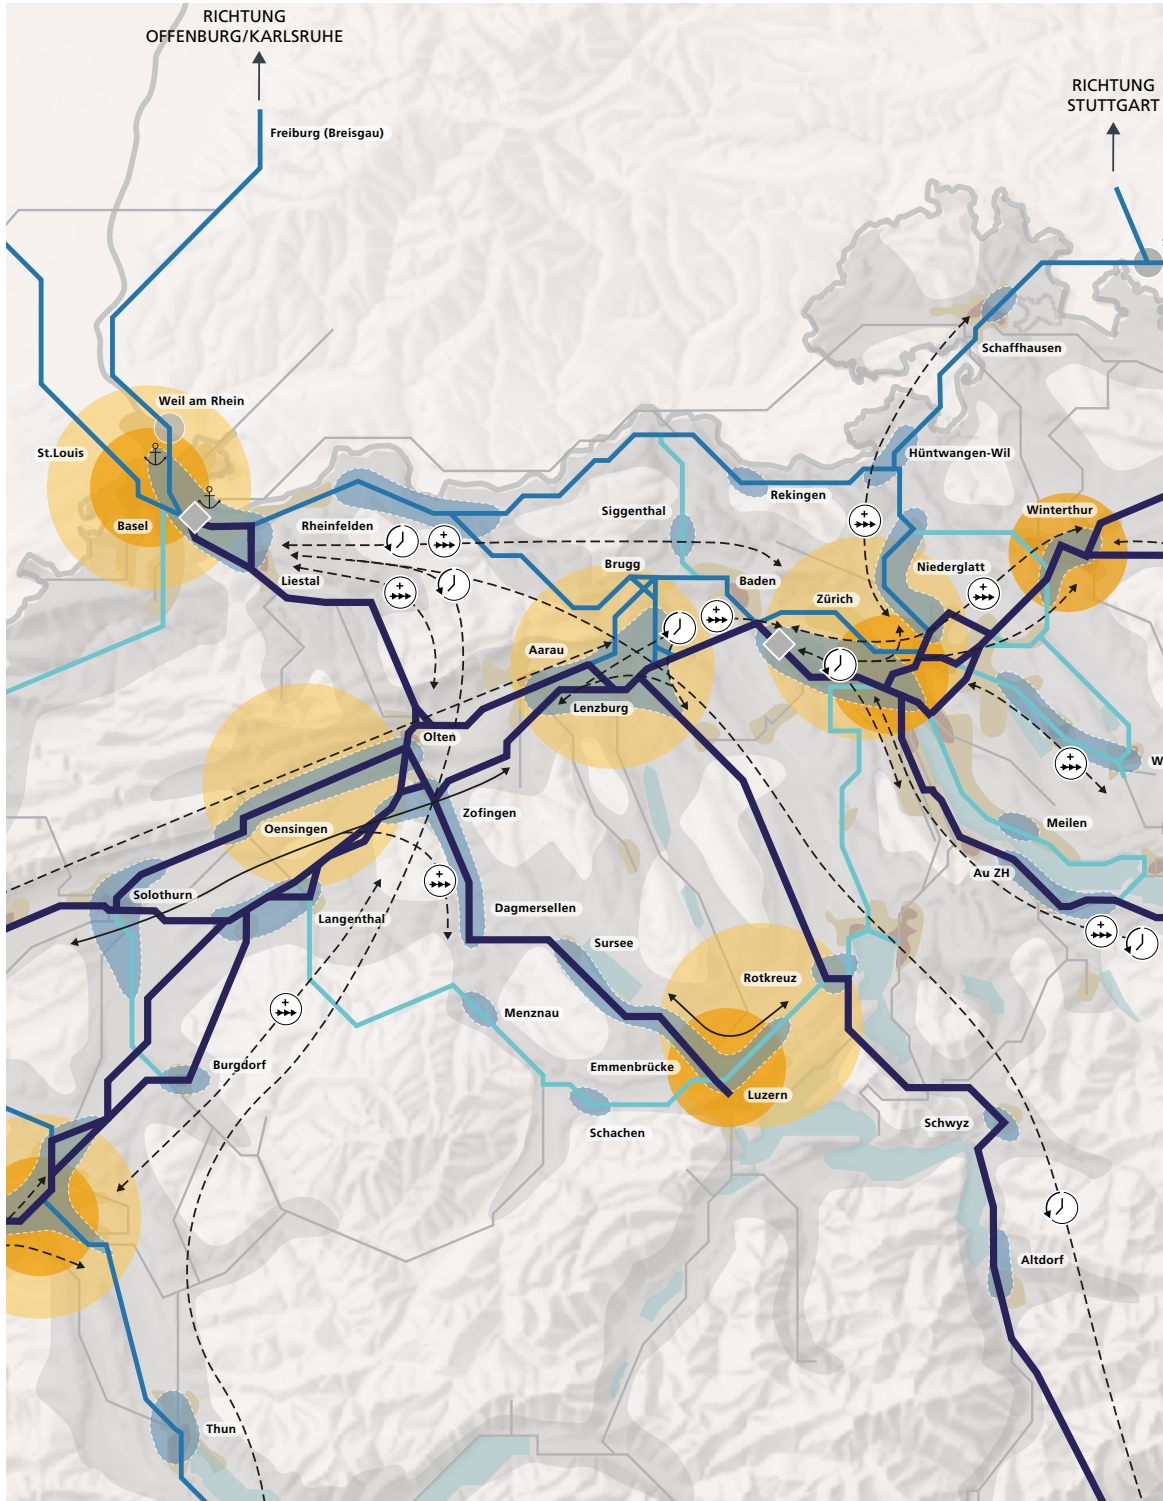 RICHTUNG
OFFENBURG/KARLSRUHE
RICHTUNG
STUTTGART
Freiburg (Breisgau)
Schaffhausen
Weil am Rhein
St.Louis
Hüntwangen-Wil
Rekingen
Siggenthal
Winterthur
Basel
Rheinfelden
Brugg
Niederglatt
Liestal
Baden
Zürich
Aarau
Lenzburg
Olten
W
Oensingen
Zofingen
Meilen
Au ZH
Solothurn
Langenthal
Dagmersellen
Sursee
Rotkreuz
Menznau
Burgdorf
Emmenbrücke
Luzern
Schachen
Schwyz
Altdorf
Thun